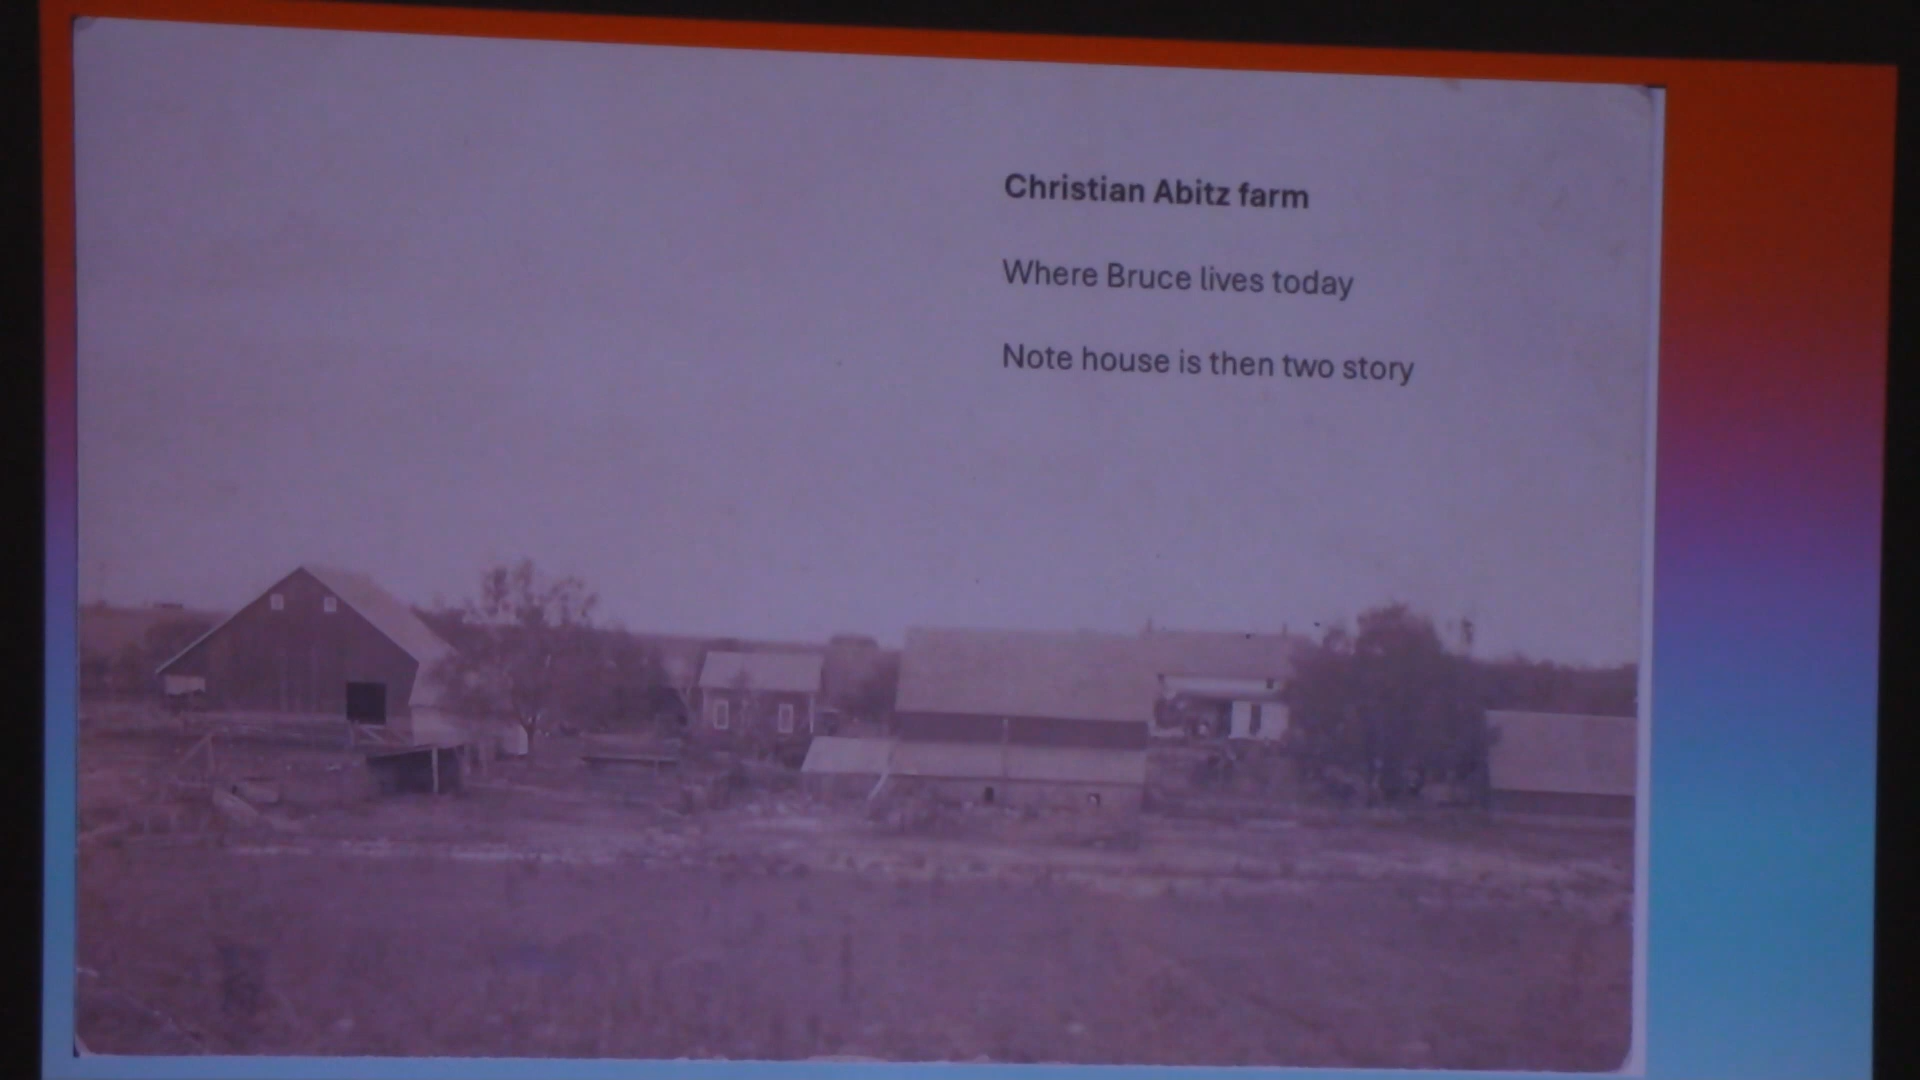 Christian Abitz farm
Where Bruce lives today
Note house is then two story